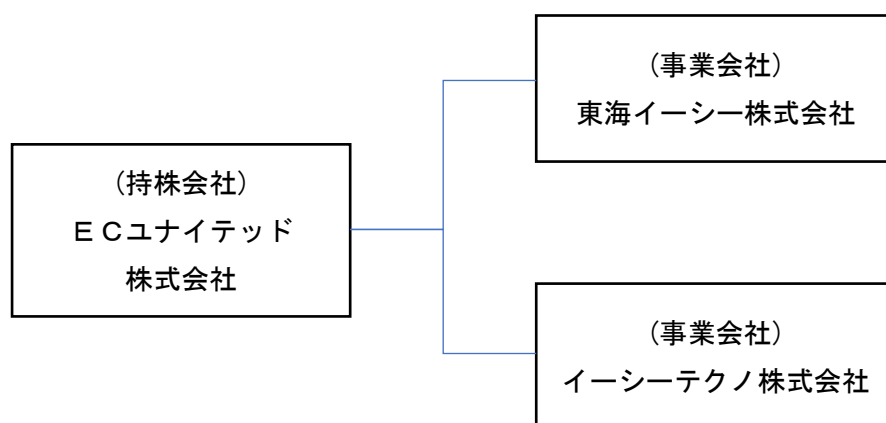 (持株会社)
ＥＣユナイテッド
株式会社
(事業会社)
東海イーシー株式会社
(事業会社)
イーシーテクノ株式会社